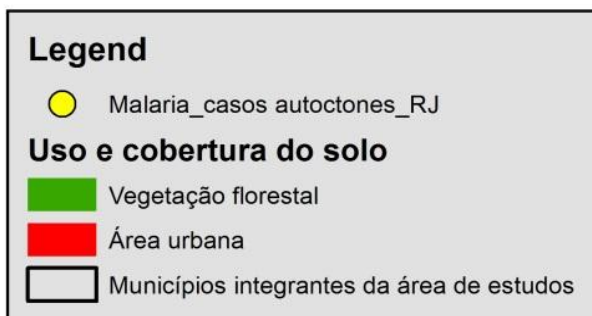 Legend
Malaria_casos autoctones_RJ
Uso e cobertura do solo
Vegetação florestal
Área urbana
Municípios integrantes da área de estudos